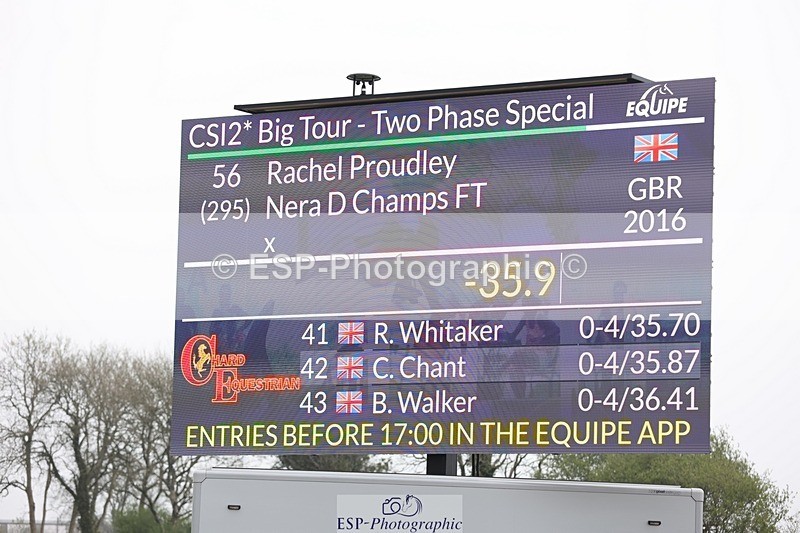 CSI2* Big Tour - Two Phase Special
EQUIPE
56 Rachel Proudley
(295) Nera D Champs FT
GBR
2016
x
© ESP-Photographic ©
-35.9
41 R. Whitaker 0-4/35.70
42 C. Chant 0-4/35.87
43 B. Walker 0-4/36.41
CHARD
EQUESTRIAN
ENTRIES BEFORE 17:00 IN THE EQUIPE APP
ESP-Photographic